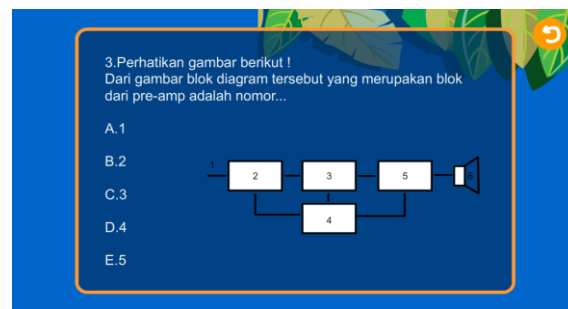 3.Perhatikan gambar berikut !
Dari gambar blok diagram tersebut yang merupakan blok
dari pre-amp adalah nomor...
A.1
B.2
C.3
D.4
E.5
1
2
3
5
6
4